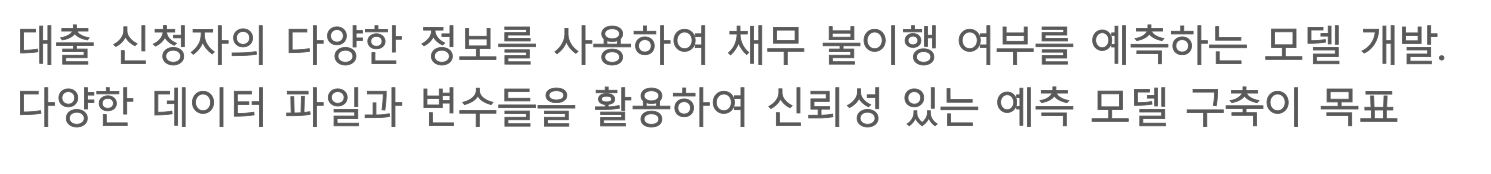 대출 신청자의 다양한 정보를 사용하여 채무 불이행 여부를 예측하는 모델 개발.
다양한 데이터 파일과 변수들을 활용하여 신뢰성 있는 예측 모델 구축이 목표